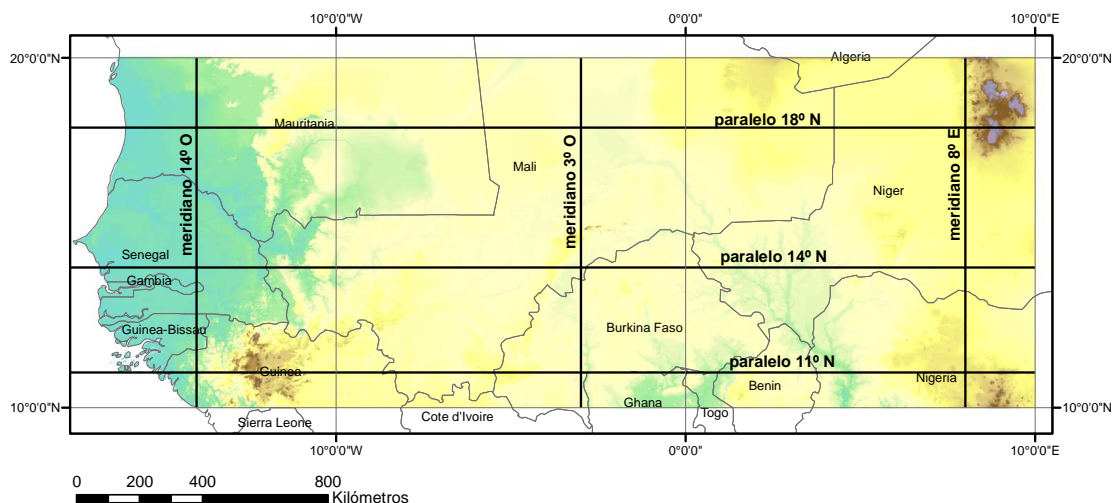 10°0'0"W 0°0'0" 10°0'0"E
20°0'0"N 20°0'0"N
Algeria
paralelo 18º N
Mauritania
meridiano 14º O
meridiano 3º O
meridiano 8º E
Mali
Niger
Senegal
paralelo 14º N
Gambia
Guinea-Bissau
Burkina Faso
paralelo 11º N
Guinea
Nigeria
Benin
Ghana
Togo
Cote d'Ivoire
Sierra Leone
10°0'0"N 10°0'0"N
10°0'0"W 0°0'0" 10°0'0"E
0 200 400 800
Kilómetros